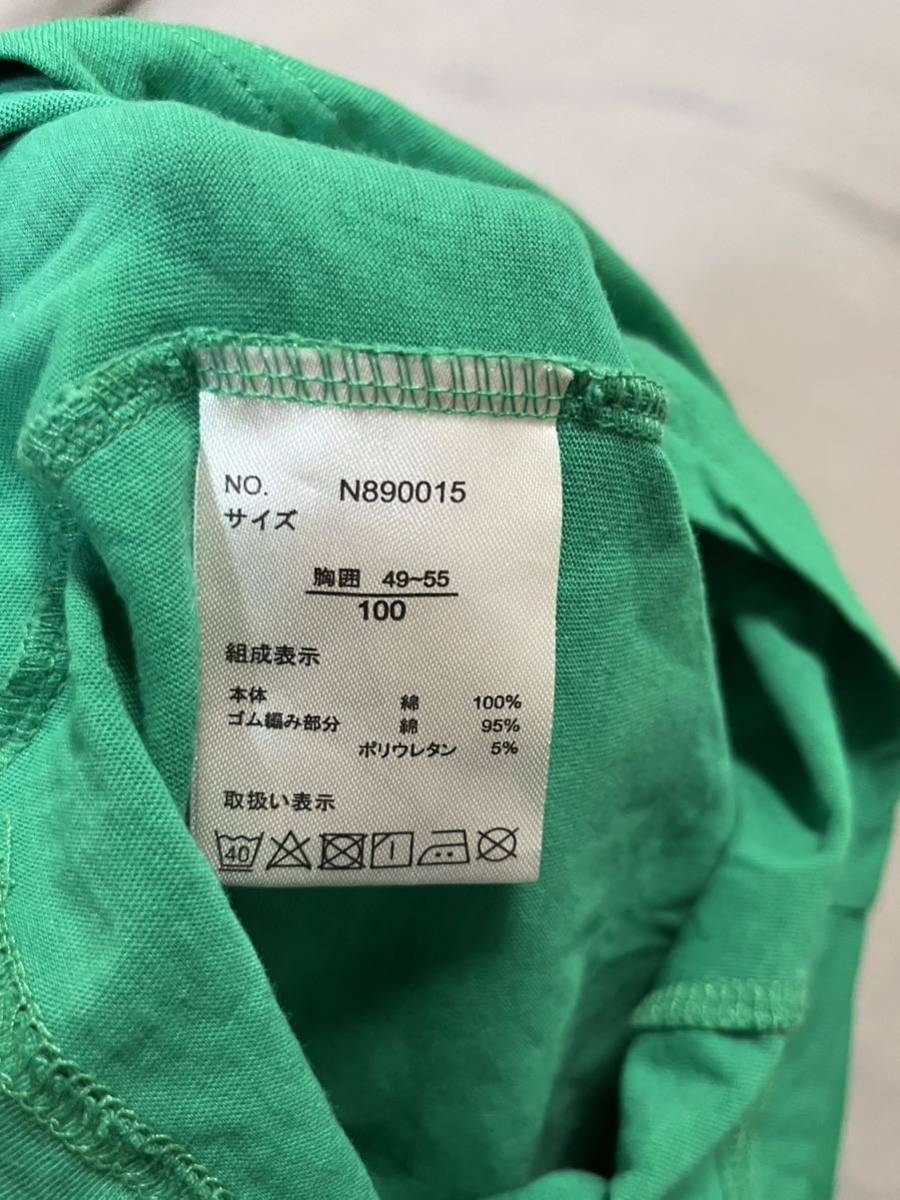 NO. N890015
サイズ
胸囲 49~55
100
組成表示
本体 綿 100%
ゴム編み部分 綿 95%
ポリウレタン 5%
取扱い表示
40